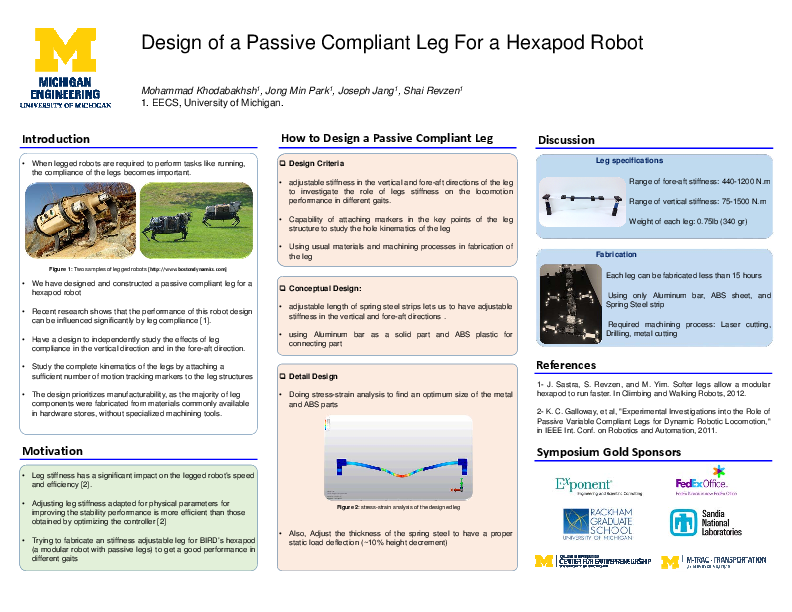 Design of a Passive Compliant Leg For a Hexapod Robot
MICHIGAN
ENGINEERING
UNIVERSITY OF MICHIGAN
Mohammad Khodabakhsh¹, Jong Min Park¹, Joseph Jang¹, Shai Revzen¹
1. EECS, University of Michigan.
Introduction
• When legged robots are required to perform tasks like running,
the compliance of the legs becomes important.
Figure 1: Two samples of legged robots [http://www.bostondynamics.com]
• We have designed and constructed a passive compliant leg for a
hexapod robot
• Recent research shows that the performance of this robot design
can be influenced significantly by leg compliance [1].
• Have a design to independently study the effects of leg
compliance in the vertical direction and in the fore-aft direction.
• Study the complete kinematics of the legs by attaching a
sufficient number of motion tracking markers to the leg structures
• The design prioritizes manufacturability, as the majority of leg
components were fabricated from materials commonly available
in hardware stores, without specialized machining tools.
Motivation
• Leg stiffness has a significant impact on the legged robot's speed
and efficiency [2].
• Adjusting leg stiffness adapted for physical parameters for
improving the stability performance is more efficient than those
obtained by optimizing the controller [2]
• Trying to fabricate an stiffness adjustable leg for BIRD's hexapod
(a modular robot with passive legs) to get a good performance in
different gaits
How to Design a Passive Compliant Leg
❑ Design Criteria
• adjustable stiffness in the vertical and fore-aft directions of the leg
to investigate the role of legs stiffness on the locomotion
performance in different gaits.
• Capability of attaching markers in the key points of the leg
structure to study the hole kinematics of the leg
• Using usual materials and machining processes in fabrication of
the leg
❑ Conceptual Design:
• adjustable length of spring steel strips lets us to have adjustable
stiffness in the vertical and fore-aft directions .
• using Aluminum bar as a solid part and ABS plastic for
connecting part
❑ Detail Design
• Doing stress-strain analysis to find an optimum size of the metal
and ABS parts
Figure 2: stress-strain analysis of the designed leg
• Also, Adjust the thickness of the spring steel to have a proper
static load deflection (~10% height decrement)
Discussion
Leg specifications
Range of fore-aft stiffness: 440-1200 N.m
Range of vertical stiffness: 75-1500 N.m
Weight of each leg: 0.75lb (340 gr)
Fabrication
Each leg can be fabricated less than 15 hours
Using only Aluminum bar, ABS sheet, and
Spring Steel strip
Required machining process: Laser cutting,
Drilling, metal cutting
References
1- J. Sastra, S. Revzen, and M. Yim. Softer legs allow a modular
hexapod to run faster. In Climbing and Walking Robots, 2012.
2- K. C. Galloway, et al, "Experimental Investigations into the Role of
Passive Variable Compliant Legs for Dynamic Robotic Locomotion,"
in IEEE Int. Conf. on Robotics and Automation, 2011.
Symposium Gold Sponsors
Exponent
Engineering and Scientific Consulting
FedEx Office
RACKHAM
GRADUATE
SCHOOL
UNIVERSITY OF MICHIGAN
Sandia
National
Laboratories
CENTER FOR ENTREPRENEURSHIP
M-TRAC - TRANSPORTATION